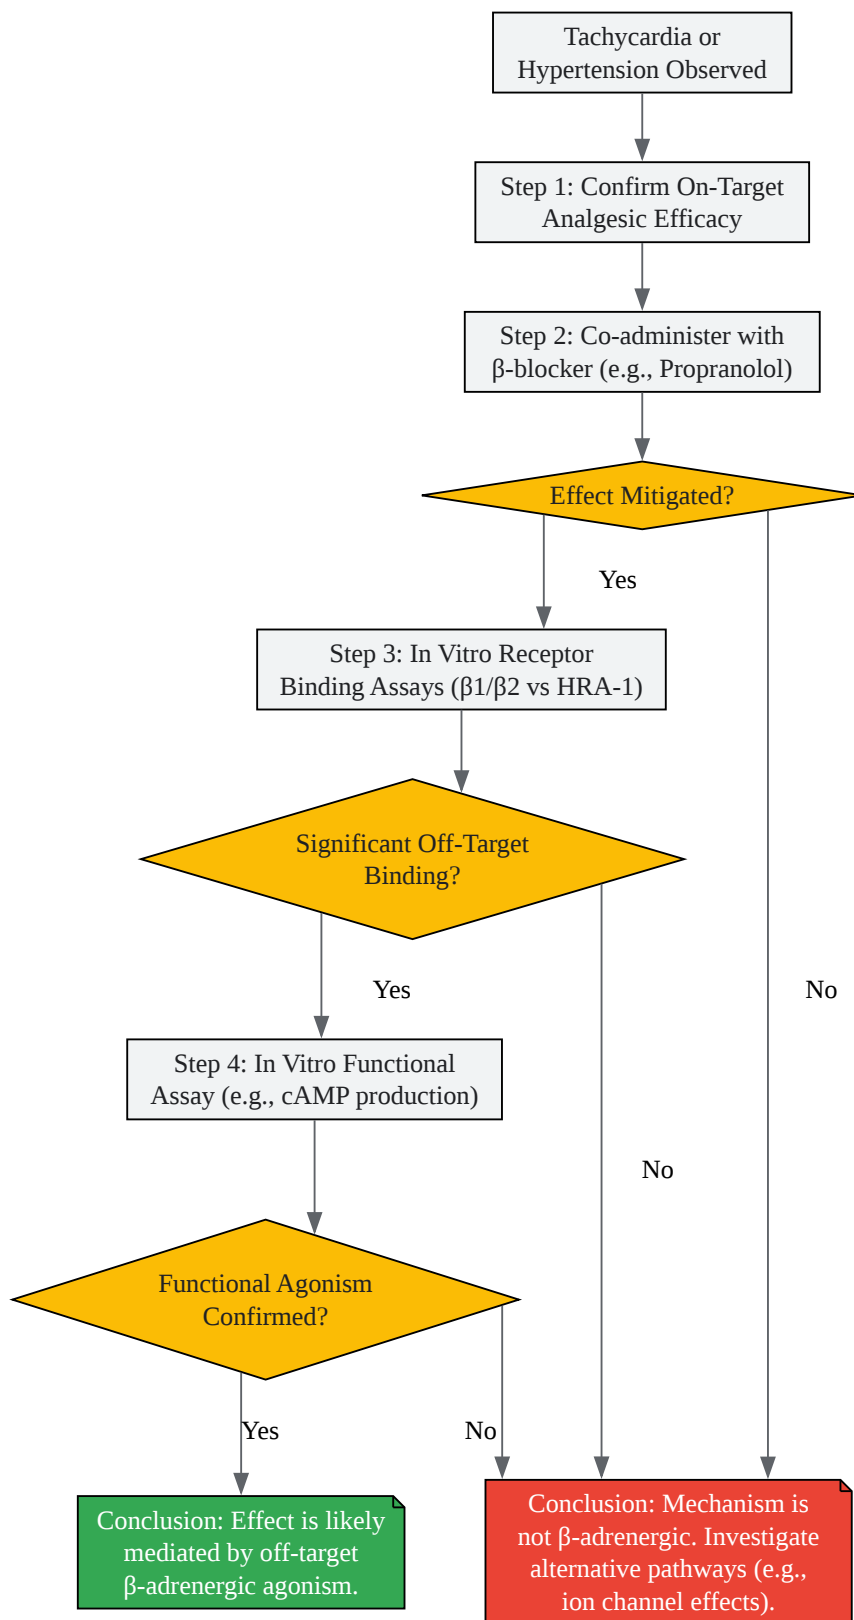 Tachycardia or
Hypertension Observed
Step 1: Confirm On-Target
Analgesic Efficacy
Step 2: Co-administer with
β-blocker (e.g., Propranolol)
Effect Mitigated?
Yes
Step 3: In Vitro Receptor
Binding Assays (β1/β2 vs HRA-1)
Significant Off-Target
Binding?
Yes
No
Step 4: In Vitro Functional
Assay (e.g., cAMP production)
No
Functional Agonism
Confirmed?
Yes
No
Conclusion: Effect is likely
mediated by off-target
β-adrenergic agonism.
Conclusion: Mechanism is
not β-adrenergic. Investigate
alternative pathways (e.g.,
ion channel effects).